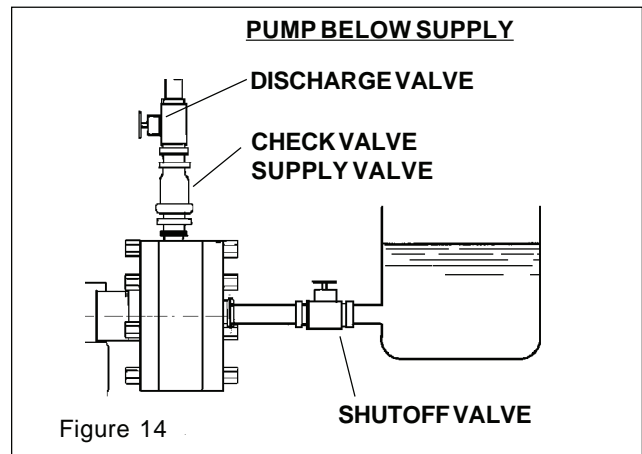 PUMP BELOW SUPPLY
DISCHARGE VALVE
CHECK VALVE
SUPPLY VALVE
SHUTOFF VALVE
Figure 14